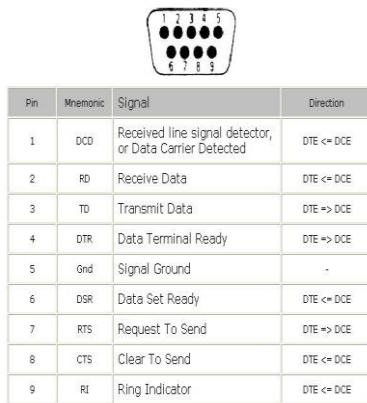 1 2 3 4 5
6 7 8 9
Pin Mnemonic Signal Direction
1 DCD Received line signal detector, or Data Carrier Detected DTE <= DCE
2 RD Receive Data DTE <= DCE
3 TD Transmit Data DTE => DCE
4 DTR Data Terminal Ready DTE => DCE
5 Gnd Signal Ground -
6 DSR Data Set Ready DTE <= DCE
7 RTS Request To Send DTE => DCE
8 CTS Clear To Send DTE <= DCE
9 RI Ring Indicator DTE <= DCE